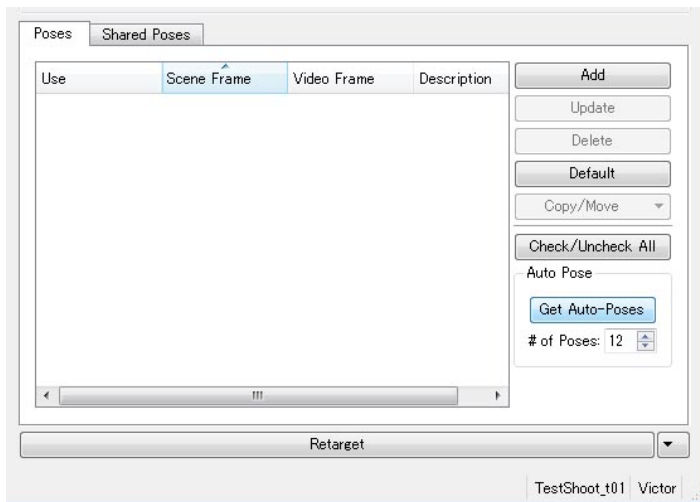 Poses
Shared Poses
Use
Scene Frame
Video Frame
Description
Add
Update
Delete
Default
Copy/Move
Check/Uncheck All
Auto Pose
Get Auto-Poses
# of Poses: 12
Retarget
TestShoot_t01
Victor